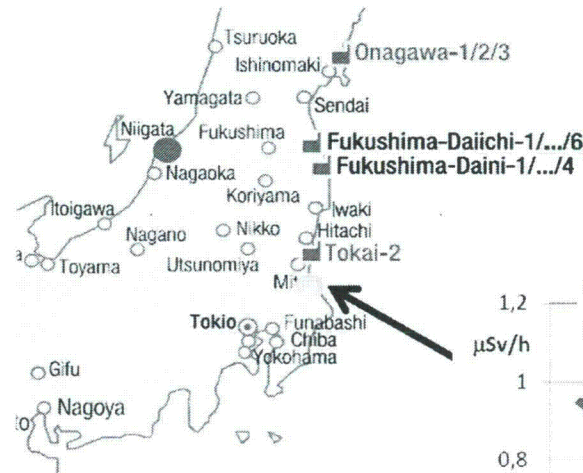 Tsuruoka
Onagawa-1/2/3
Ishinomaki
Yamagata
Sendai
Niigata
Fukushima
Fukushima-Daiichi-1/.../6
Fukushima-Daini-1/.../4
Nagaoka
Koriyama
Itoigawa
Iwaki
Nikko
Hitachi
Nagano
Tokai-2
Toyama
Utsunomiya
Mit
Tokio
Funabashi
Chiba
Yokohama
1,2
µSv/h
Gifu
1
Nagoya
0,8